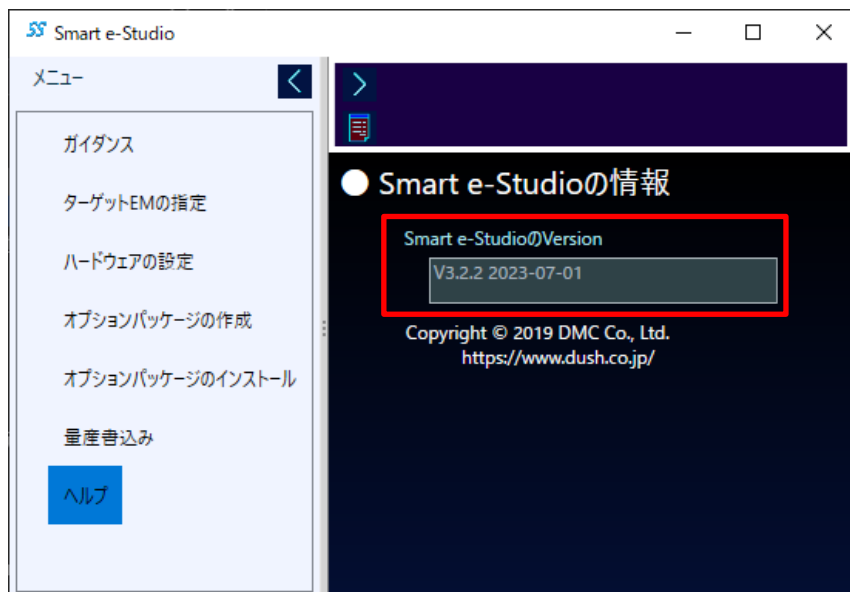 SS Smart e-Studio
メニュー
ガイダンス
ターゲットEMの指定
ハードウェアの設定
オプションパッケージの作成
オプションパッケージのインストール
量産書込み
ヘルプ
Smart e-Studioの情報
Smart e-StudioのVersion
V3.2.2 2023-07-01
Copyright © 2019 DMC Co., Ltd.
https://www.dush.co.jp/